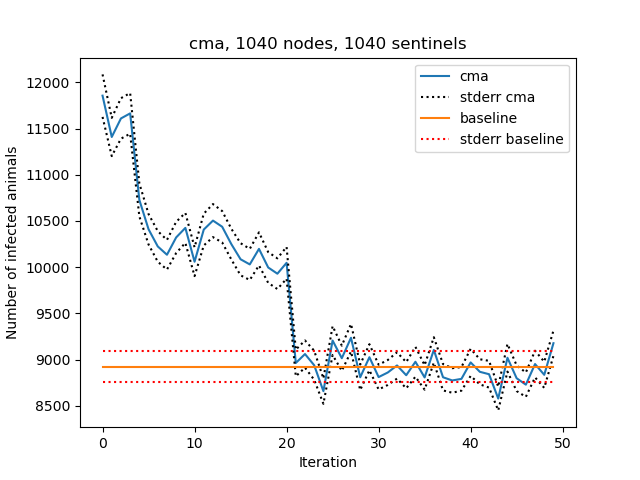 cma, 1040 nodes, 1040 sentinels
cma
stderr cma
baseline
stderr baseline
Number of infected animals
12000
11500
11000
10500
10000
9500
9000
8500
0 10 20 30 40 50
Iteration